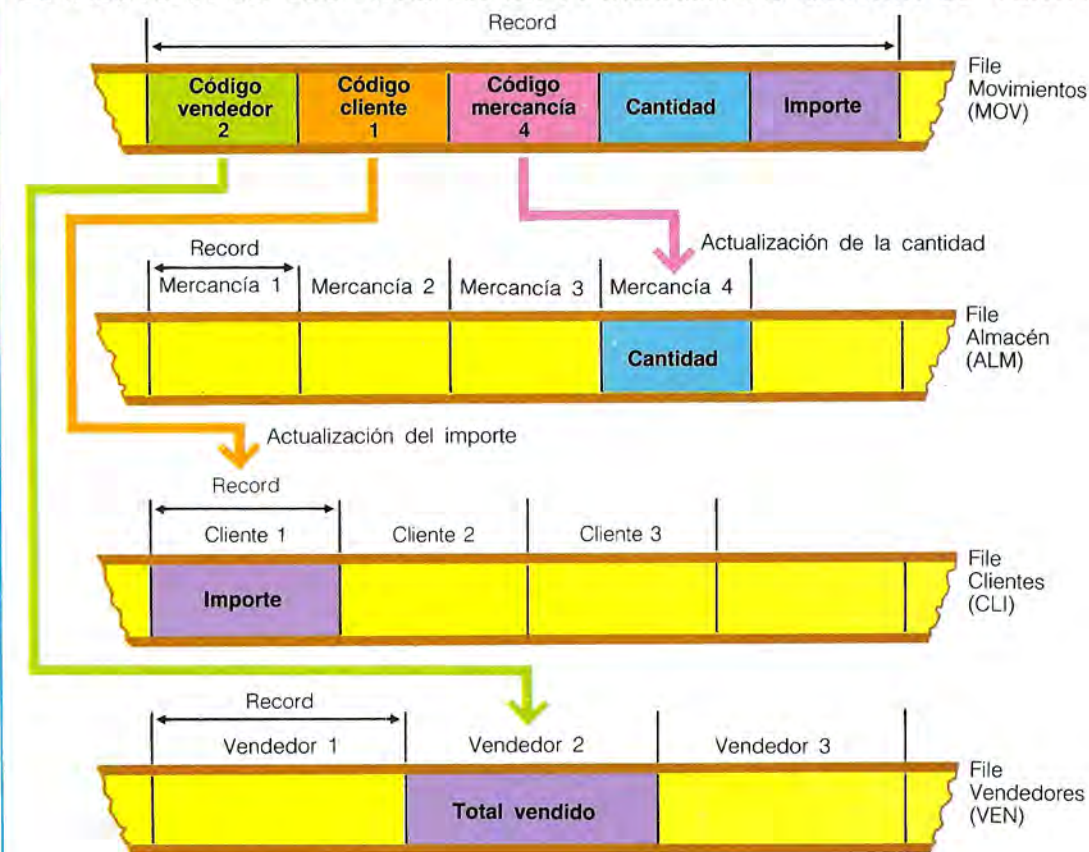 Record
Código vendedor 2
Código cliente 1
Código mercancía 4
Cantidad
Importe
File
Movimientos
(MOV)
Record
Actualización de la cantidad
Mercancía 1
Mercancía 2
Mercancía 3
Mercancía 4
Cantidad
File
Almacén
(ALM)
Actualización del importe
Record
Cliente 1
Cliente 2
Cliente 3
Importe
File
Clientes
(CLI)
Record
Vendedor 1
Vendedor 2
Vendedor 3
Total vendido
File
Vendedores
(VEN)